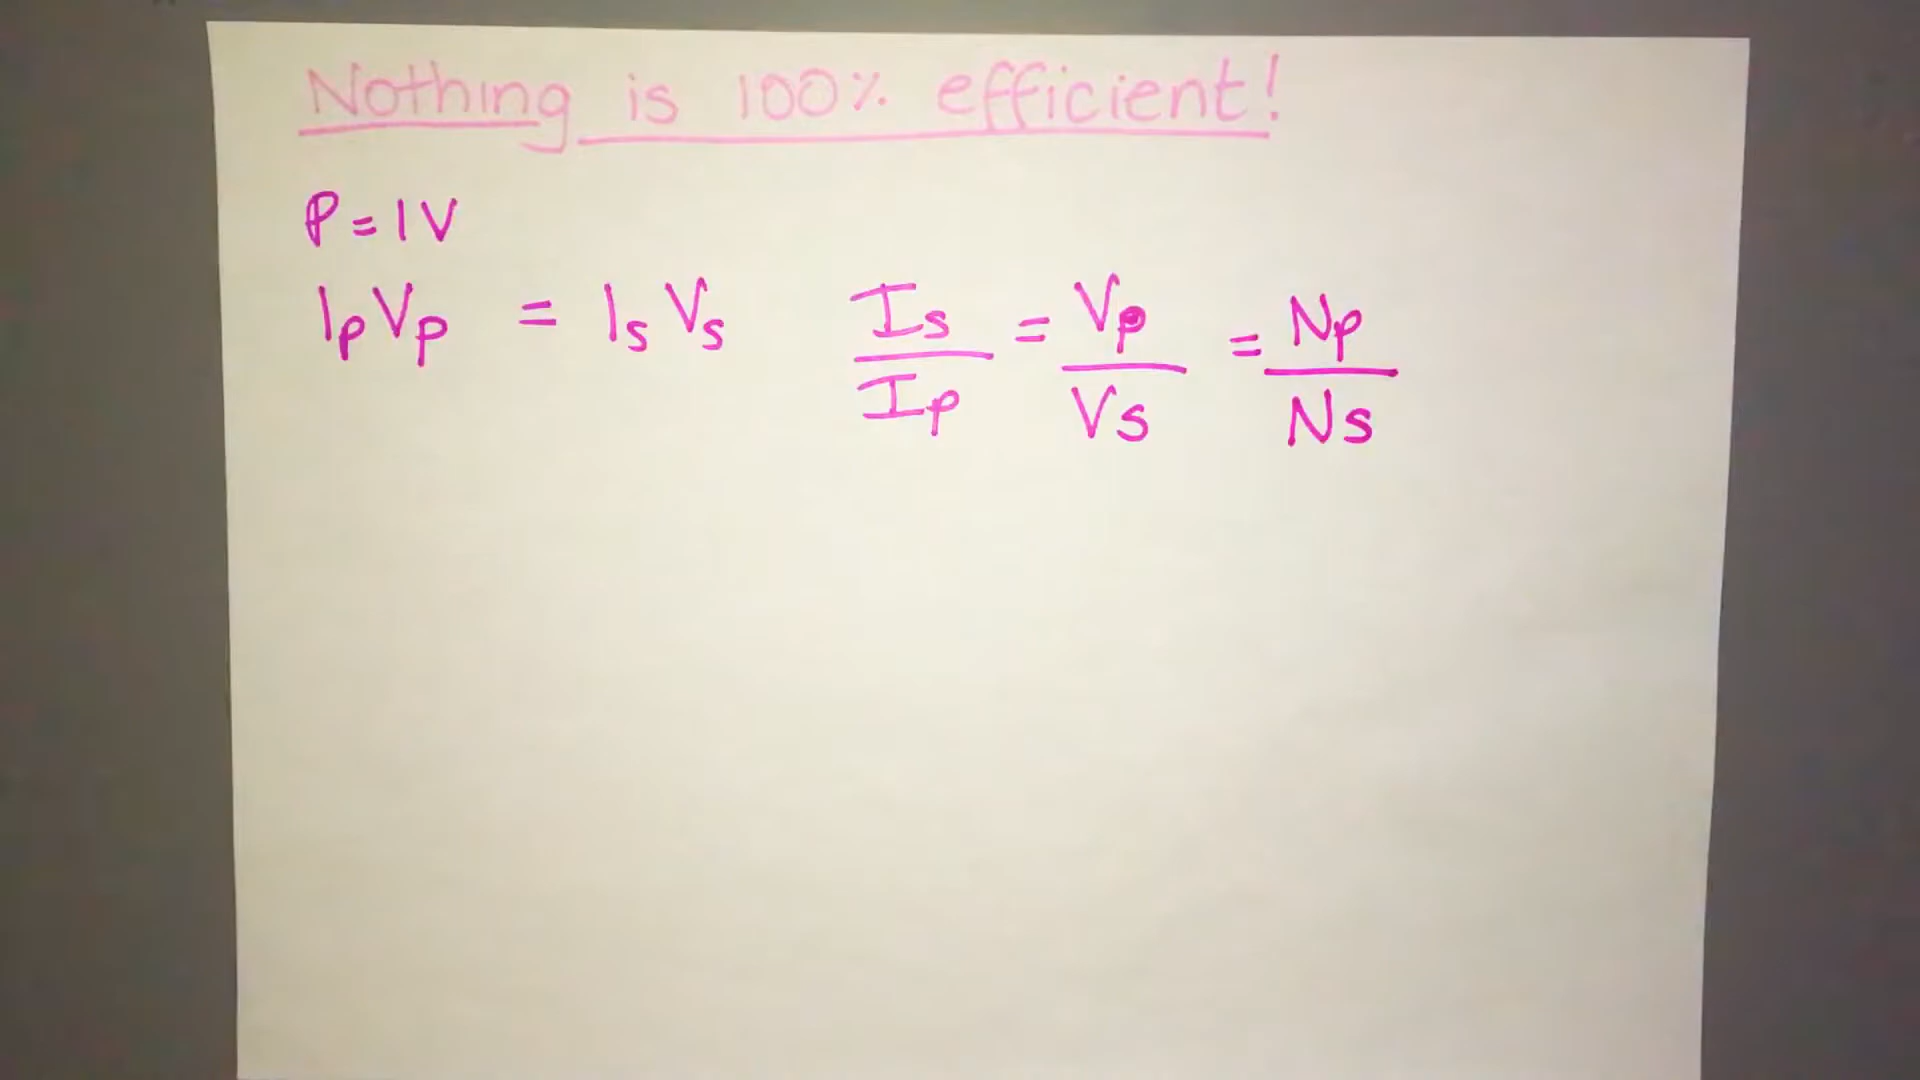 Nothing is 100% efficient!
P = IV
IpVp = IsVs
Is/Ip = Vp/Vs = Np/Ns